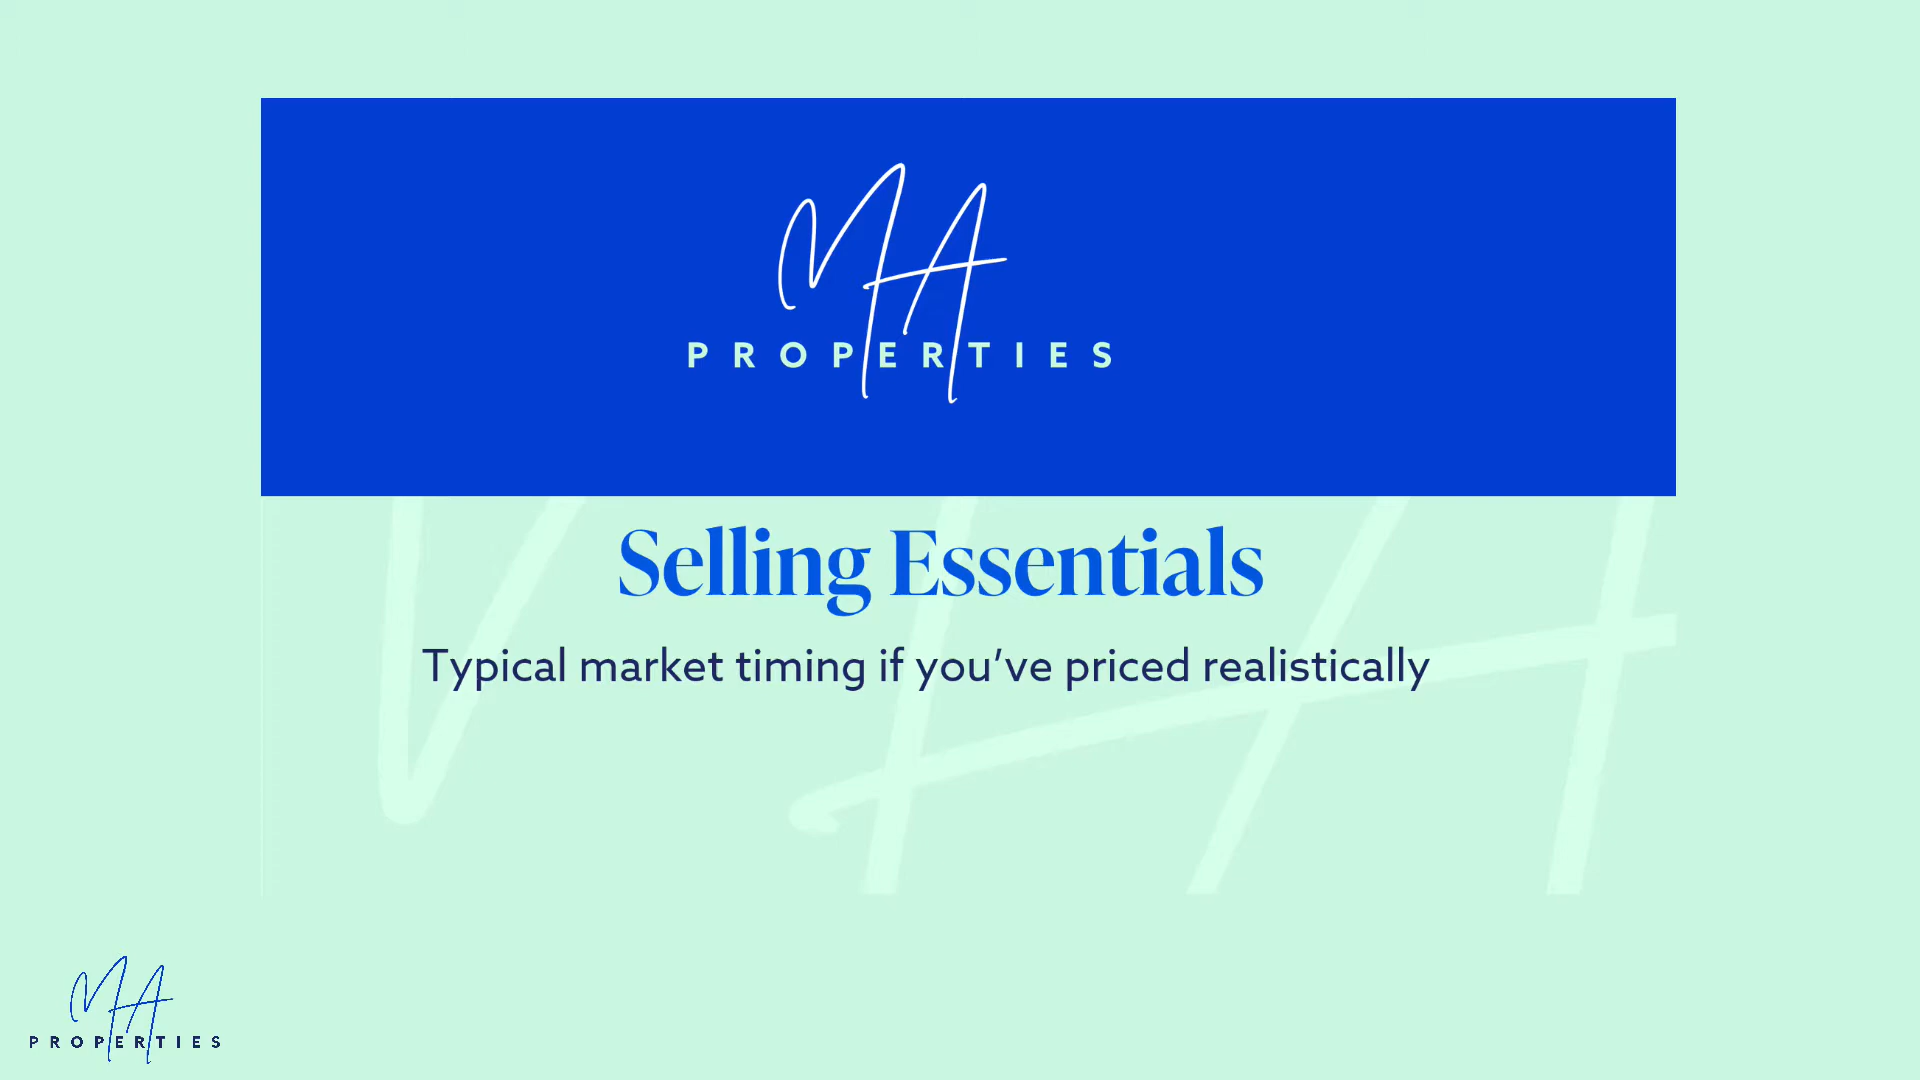 MA
PROPERTIES
Selling Essentials
Typical market timing if you’ve priced realistically
MA
PROPERTIES